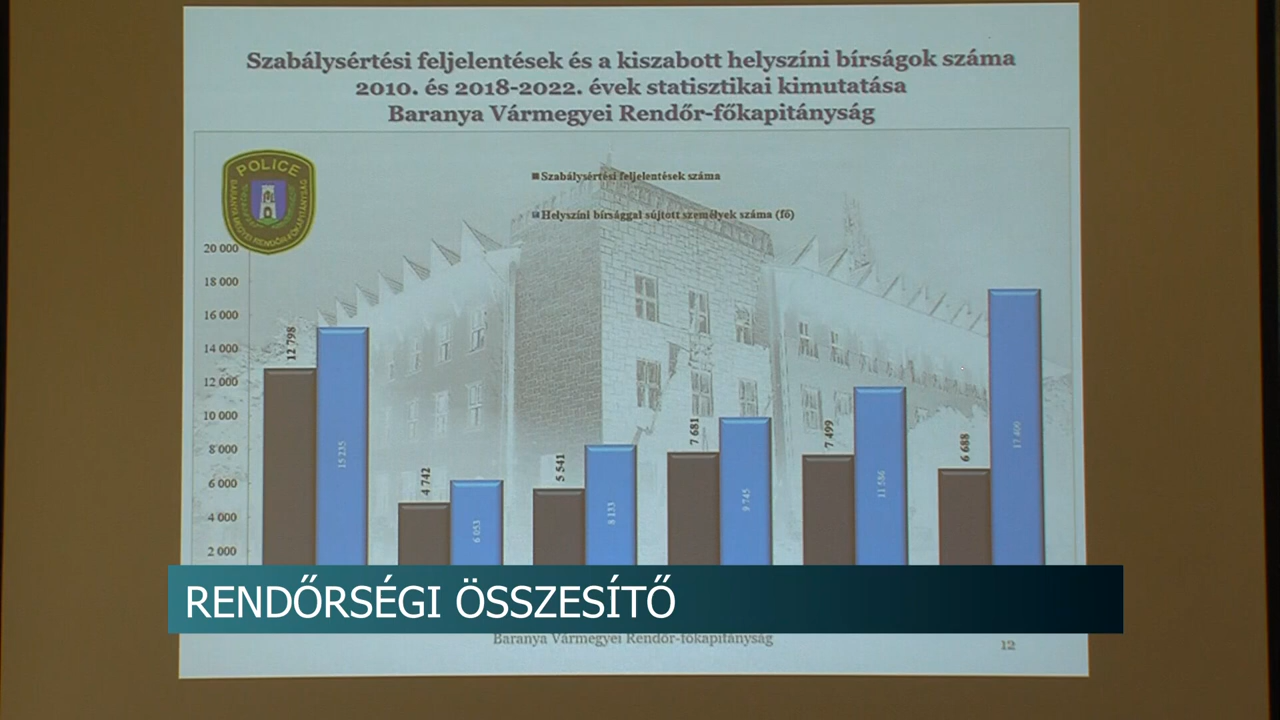 Szabálysértési feljelentések és a kiszabott helyszíni bírságok száma
2010. és 2018-2022. évek statisztikai kimutatása
Baranya Vármegyei Rendőr-főkapitányság
POLICE
BARANYA MEGYEI RENDŐR-FŐKAPITÁNYSÁG
Szabálysértési feljelentések száma
Helyszíni bírsággal sújtott személyek száma (fő)
20 000
18 000
16 000
14 000
12 000
10 000
8 000
6 000
4 000
2 000
12 798
15 235
4 742
6 053
5 541
8 133
7 681
9 745
7 499
11 586
6 688
17 400
RENDŐRSÉGI ÖSSZESÍTŐ
Baranya Vármegyei Rendőr-főkapitányság
12